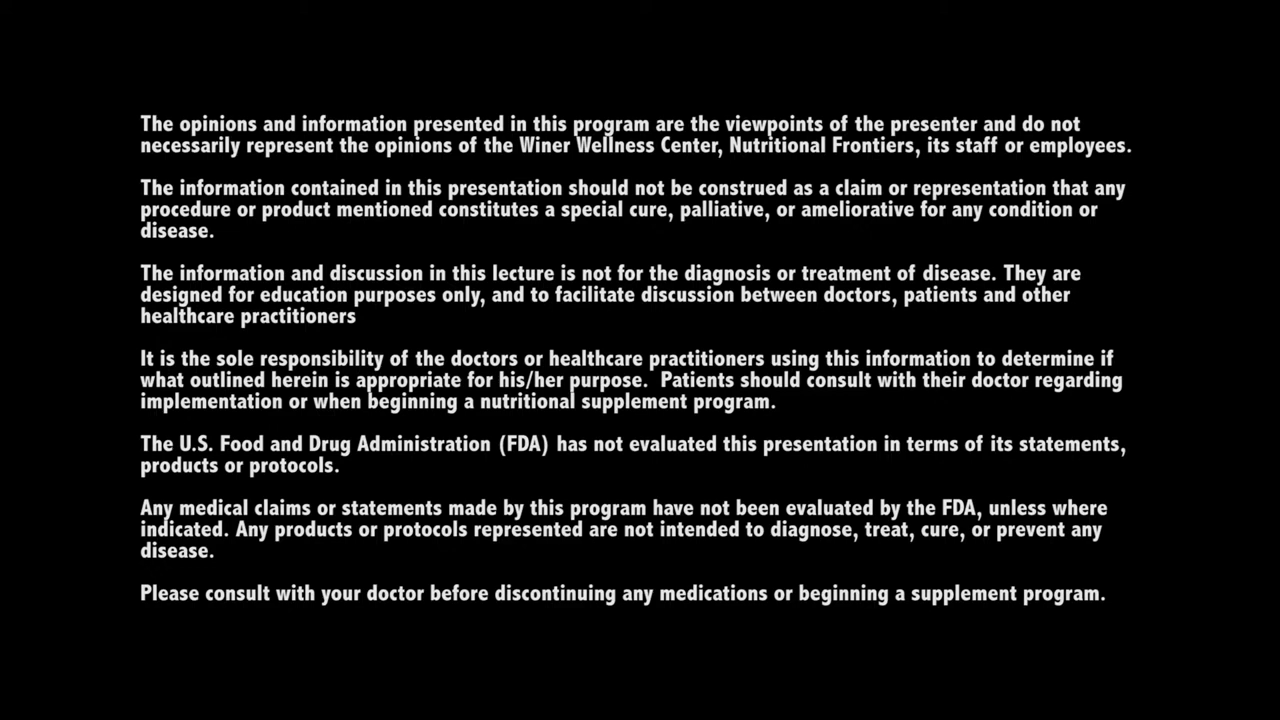 The opinions and information presented in this program are the viewpoints of the presenter and do not
necessarily represent the opinions of the Winer Wellness Center, Nutritional Frontiers, its staff or employees.
The information contained in this presentation should not be construed as a claim or representation that any
procedure or product mentioned constitutes a special cure, palliative, or ameliorative for any condition or
disease.
The information and discussion in this lecture is not for the diagnosis or treatment of disease. They are
designed for education purposes only, and to facilitate discussion between doctors, patients and other
healthcare practitioners
It is the sole responsibility of the doctors or healthcare practitioners using this information to determine if
what outlined herein is appropriate for his/her purpose.  Patients should consult with their doctor regarding
implementation or when beginning a nutritional supplement program.
The U.S. Food and Drug Administration (FDA) has not evaluated this presentation in terms of its statements,
products or protocols.
Any medical claims or statements made by this program have not been evaluated by the FDA, unless where
indicated. Any products or protocols represented are not intended to diagnose, treat, cure, or prevent any
disease.
Please consult with your doctor before discontinuing any medications or beginning a supplement program.